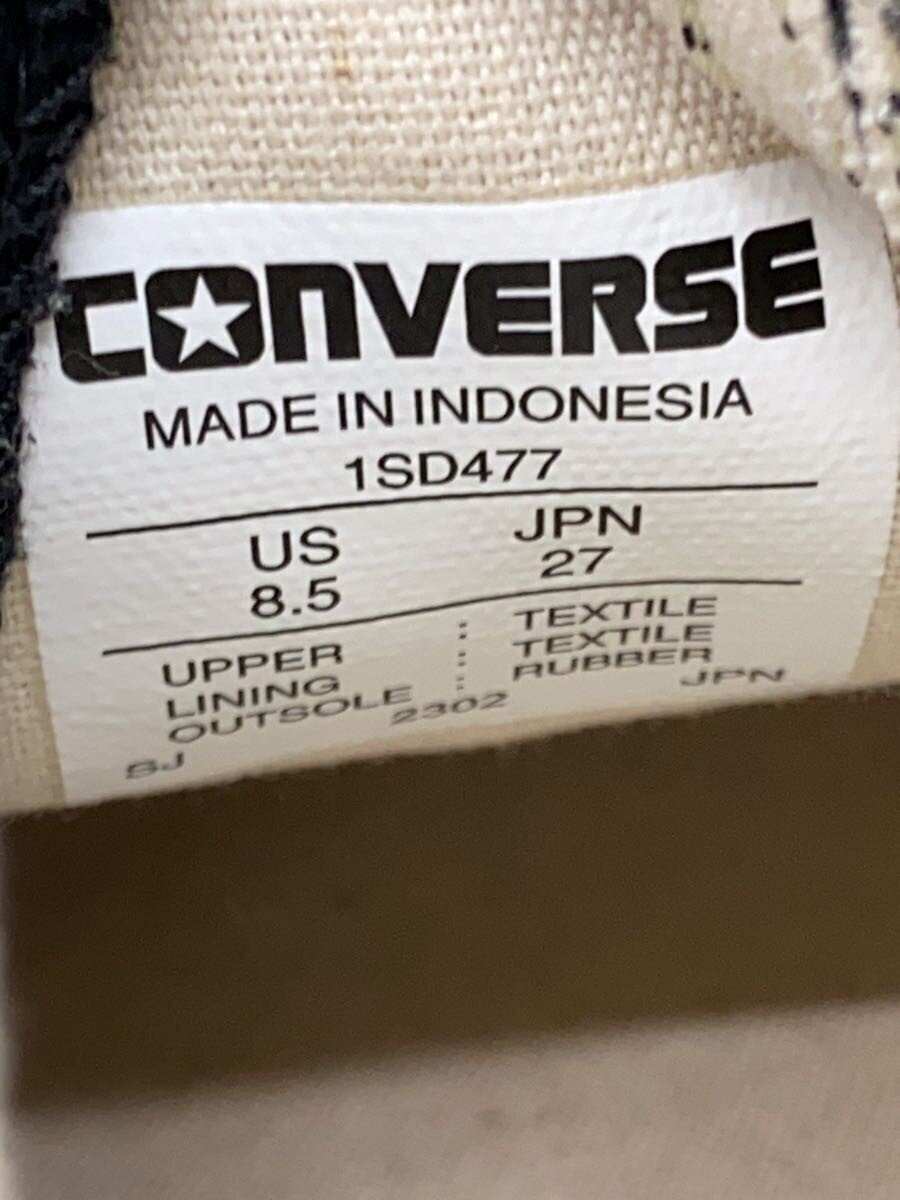 CONVERSE
MADE IN INDONESIA
1SD477
US JPN
8.5 27
UPPER : TEXTILE
LINING : TEXTILE
OUTSOLE : RUBBER
SJ 2302 JPN